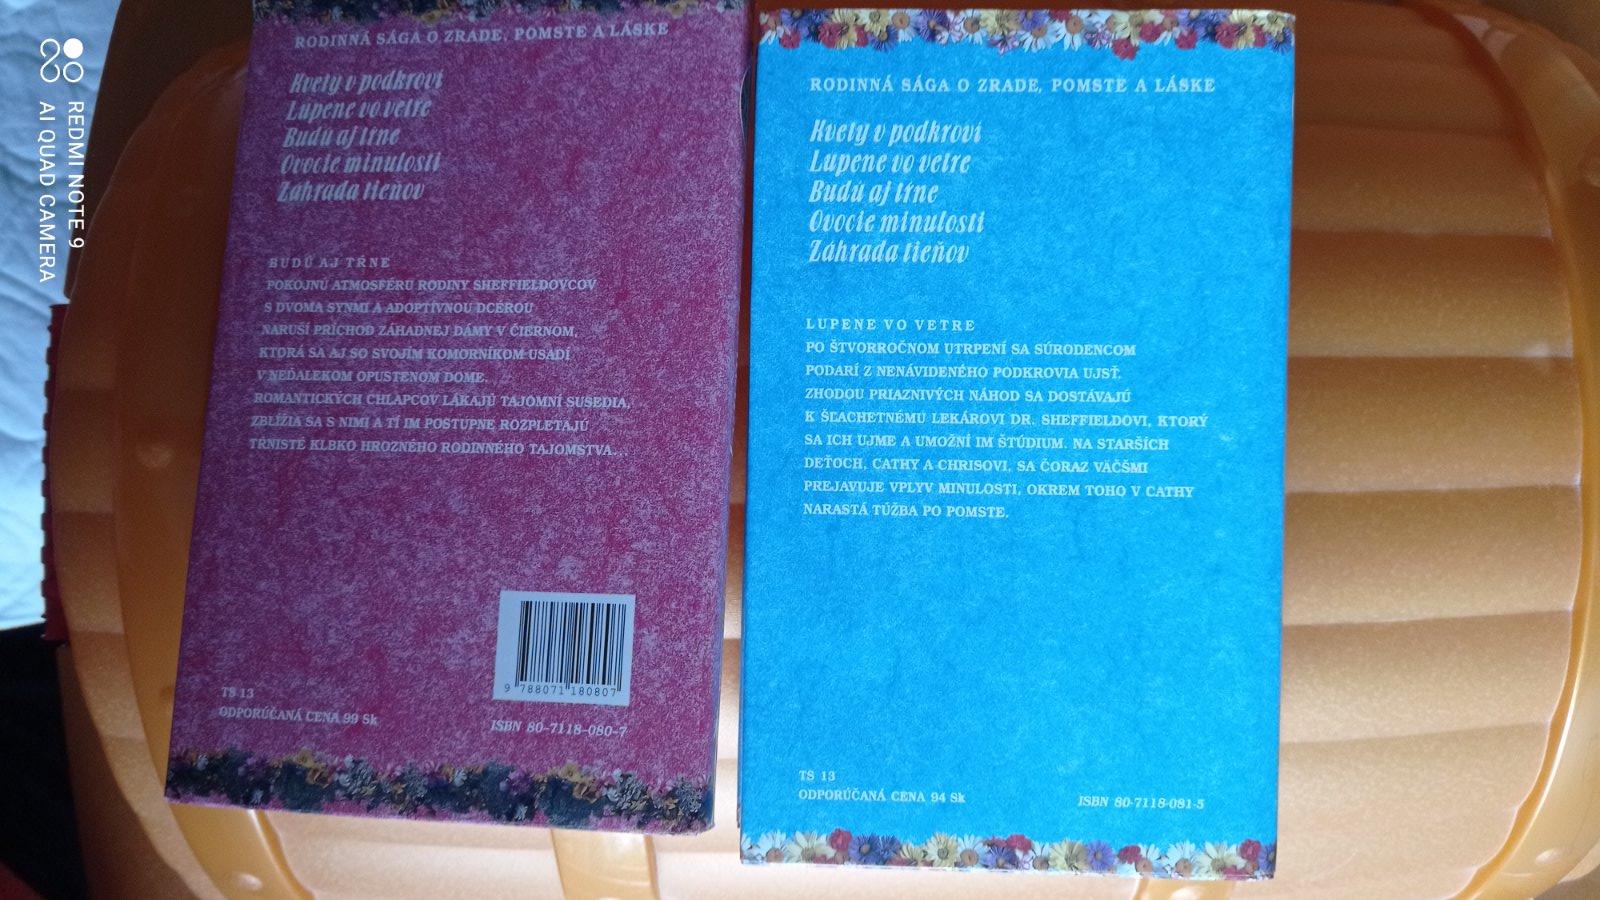 REDMI NOTE 9
AI QUAD CAMERA
RODINNÁ SÁGA O ZRADE, POMSTE A LÁSKE
Kvety v podkroví
Lupene vo vetre
Budú aj tŕne
Ovocie minulosti
Záhrada tieňov
BUDÚ AJ TŔNE
POKOJNÚ ATMOSFÉRU RODINY SHEFFIELDOVCOV
S DVOMA SYNMI A ADOPTÍVNOU DCÉROU
NARUŠÍ PRÍCHOD ZÁHADNEJ DÁMY V ČIERNOM,
KTORÁ SA AJ SO SVOJÍM KOMORNÍKOM USADÍ
V NEĎALEKOM OPUSTENOM DOME.
ROMANTICKÝCH CHLAPCOV LÁKAJÚ TAJOMNÍ SUSEDIA,
ZBLÍŽIA SA S NIMI A TÍ IM POSTUPNE ROZPLETAJÚ
TŔNISTÉ KLBKO HROZNÉHO RODINNÉHO TAJOMSTVA...
9 788071 180807
TS 13
ODPORÚČANÁ CENA 99 Sk
ISBN 80-7118-080-7
RODINNÁ SÁGA O ZRADE, POMSTE A LÁSKE
Kvety v podkroví
Lupene vo vetre
Budú aj tŕne
Ovocie minulosti
Záhrada tieňov
LUPENE VO VETRE
PO ŠTVORROČNOM UTRPENÍ SA SÚRODENCOM
PODARÍ Z NENÁVIDENÉHO PODKROVIA UJSŤ.
ZHODOU PRIAZNIVÝCH NÁHOD SA DOSTÁVAJÚ
K ŠĽACHETNÉMU LEKÁROVI DR. SHEFFIELDOVI, KTORÝ
SA ICH UJME A UMOŽNÍ IM ŠTÚDIUM. NA STARŠÍCH
DEŤOCH, CATHY A CHRISOVI, SA ČORAZ VÄČŠMI
PREJAVUJE VPLYV MINULOSTI, OKREM TOHO V CATHY
NARASTÁ TÚŽBA PO POMSTE.
TS 13
ODPORÚČANÁ CENA 94 Sk
ISBN 80-7118-081-5